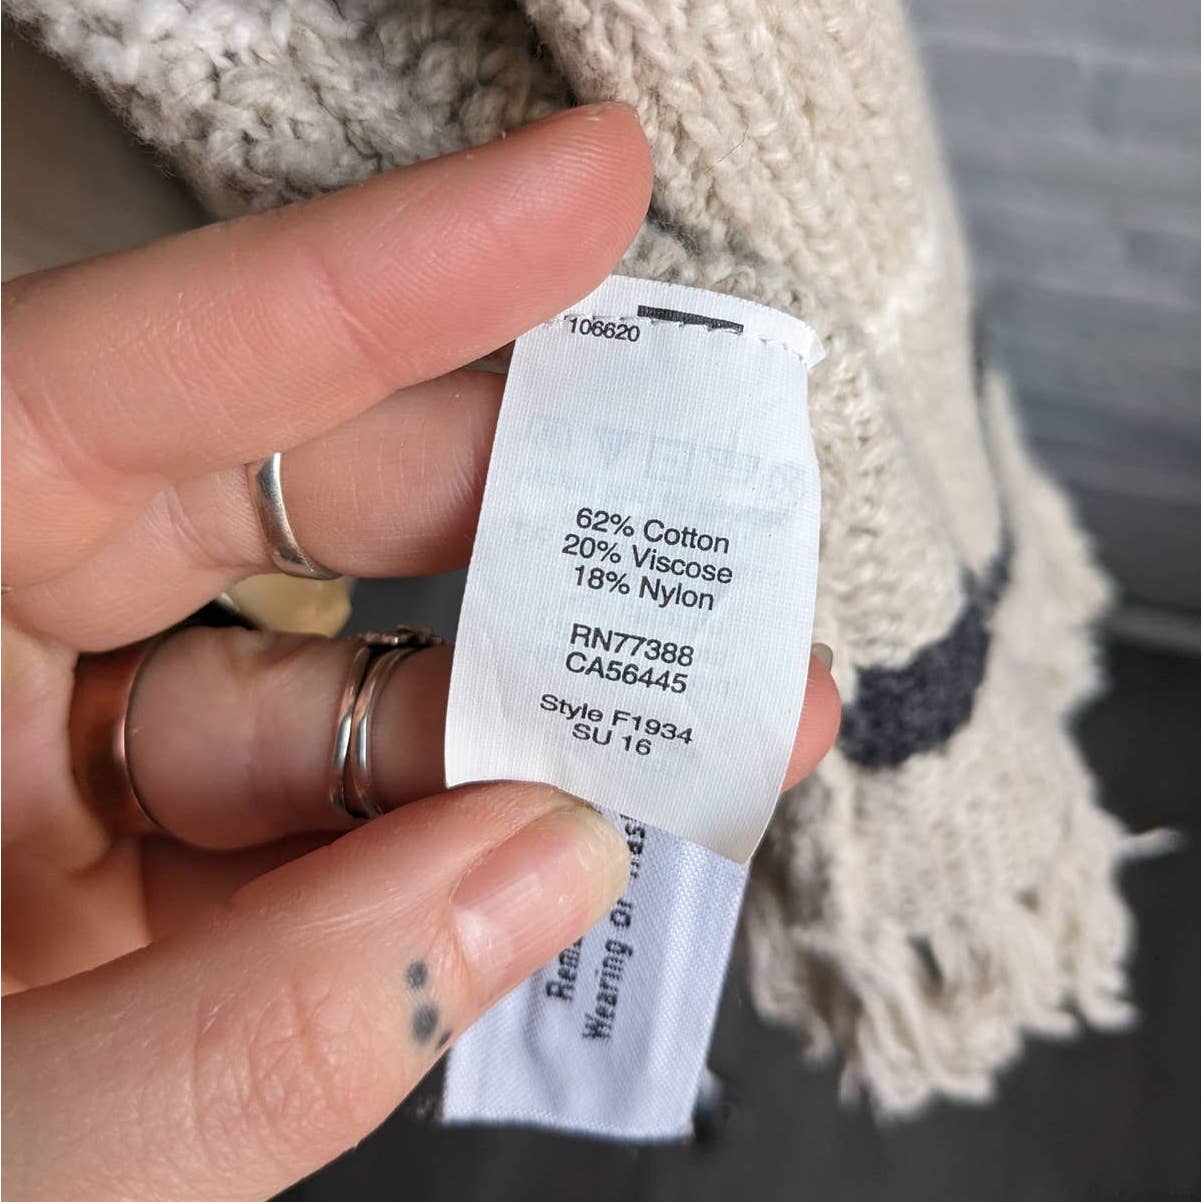 106620
62% Cotton
20% Viscose
18% Nylon
RN77388
CA56445
Style F1934
SU 16
Wearing or